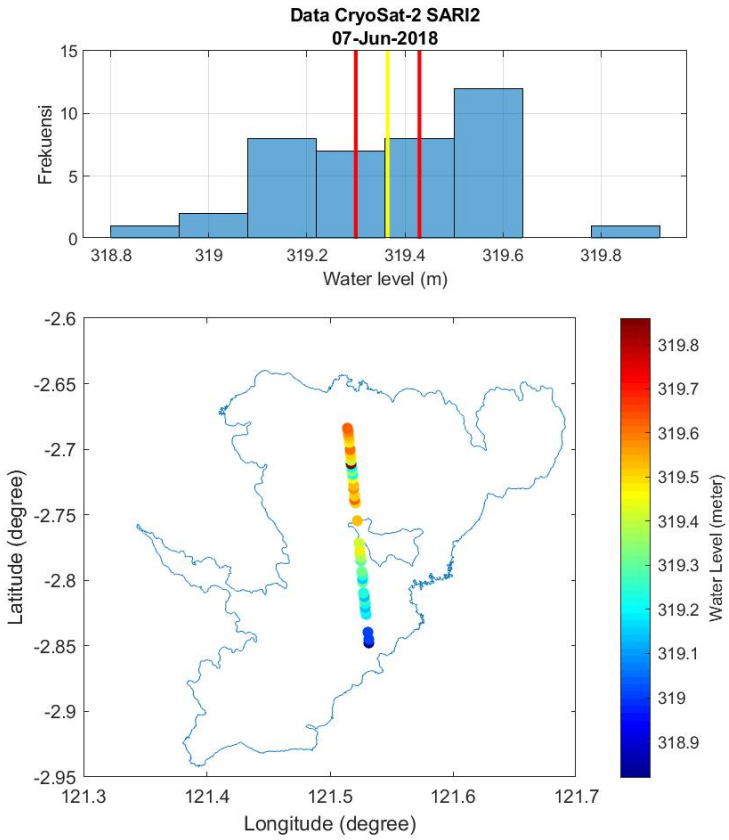 Data CryoSat-2 SARI2
07-Jun-2018
15
10
5
0
Frekuensi
318.8 319 319.2 319.4 319.6 319.8
Water level (m)
-2.6
-2.65
-2.7
-2.75
-2.8
-2.85
-2.9
-2.95
Latitude (degree)
121.3 121.4 121.5 121.6 121.7
Longitude (degree)
319.8
319.7
319.6
319.5
319.4
319.3
319.2
319.1
319
318.9
Water Level (meter)